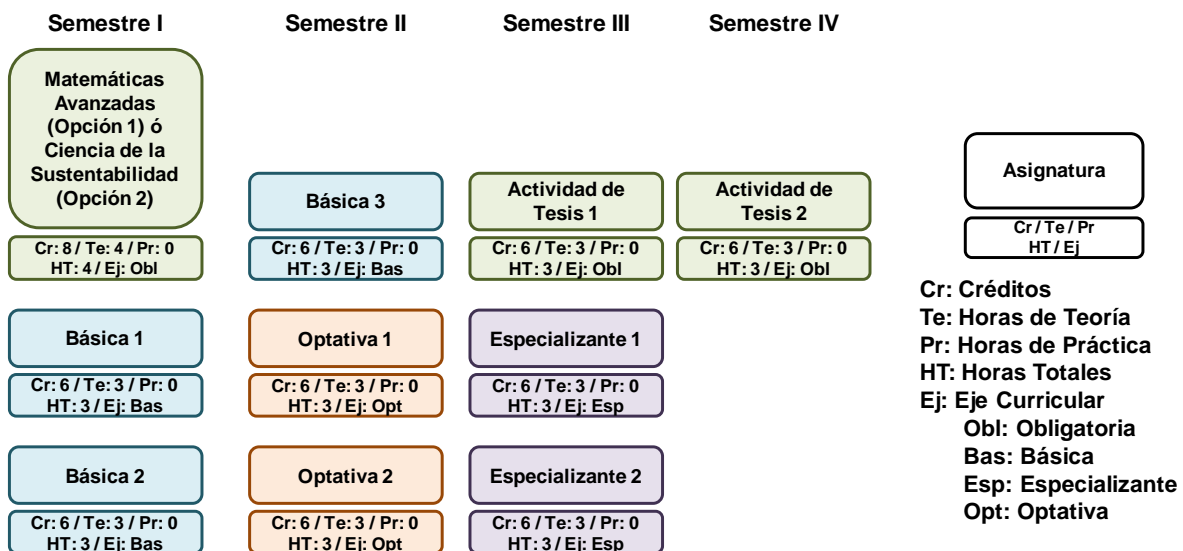 Semestre I
Semestre II
Semestre III
Semestre IV
Matemáticas
Avanzadas
(Opción 1) ó
Ciencia de la
Sustentabilidad
(Opción 2)
Cr: 8 / Te: 4 / Pr: 0
HT: 4 / Ej: Obl
Básica 3
Cr: 6 / Te: 3 / Pr: 0
HT: 3 / Ej: Bas
Actividad de
Tesis 1
Cr: 6 / Te: 3 / Pr: 0
HT: 3 / Ej: Obl
Actividad de
Tesis 2
Cr: 6 / Te: 3 / Pr: 0
HT: 3 / Ej: Obl
Básica 1
Cr: 6 / Te: 3 / Pr: 0
HT: 3 / Ej: Bas
Optativa 1
Cr: 6 / Te: 3 / Pr: 0
HT: 3 / Ej: Opt
Especializante 1
Cr: 6 / Te: 3 / Pr: 0
HT: 3 / Ej: Esp
Básica 2
Cr: 6 / Te: 3 / Pr: 0
HT: 3 / Ej: Bas
Optativa 2
Cr: 6 / Te: 3 / Pr: 0
HT: 3 / Ej: Opt
Especializante 2
Cr: 6 / Te: 3 / Pr: 0
HT: 3 / Ej: Esp
Asignatura
Cr / Te / Pr
HT / Ej
Cr: Créditos
Te: Horas de Teoría
Pr: Horas de Práctica
HT: Horas Totales
Ej: Eje Curricular
Obl: Obligatoria
Bas: Básica
Esp: Especializante
Opt: Optativa